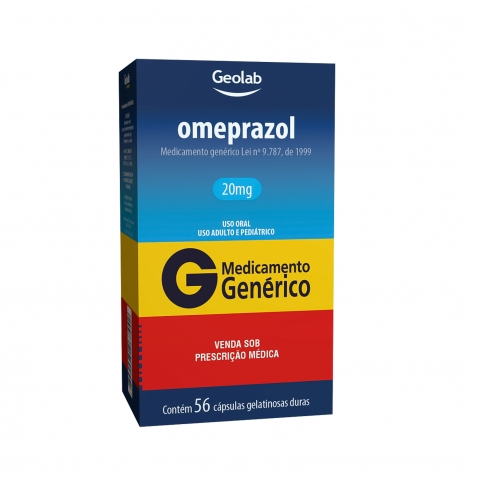 Geolab
omeprazol
Medicamento genérico Lei nº 9.787, de 1999
20mg
USO ORAL
USO ADULTO E PEDIÁTRICO
G Medicamento
Genérico
VENDA SOB
PRESCRIÇÃO MÉDICA
Contém 56 cápsulas gelatinosas duras